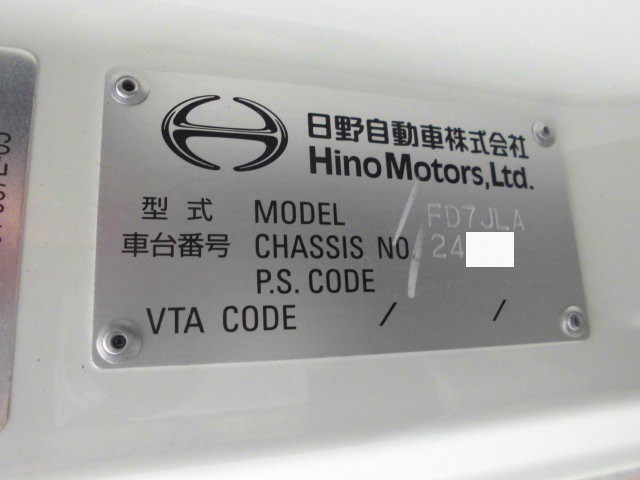 日野自動車株式会社
Hino Motors, Ltd.
型式 MODEL FD7JLA
車台番号 CHASSIS NO. 24
P.S. CODE
VTA CODE / /